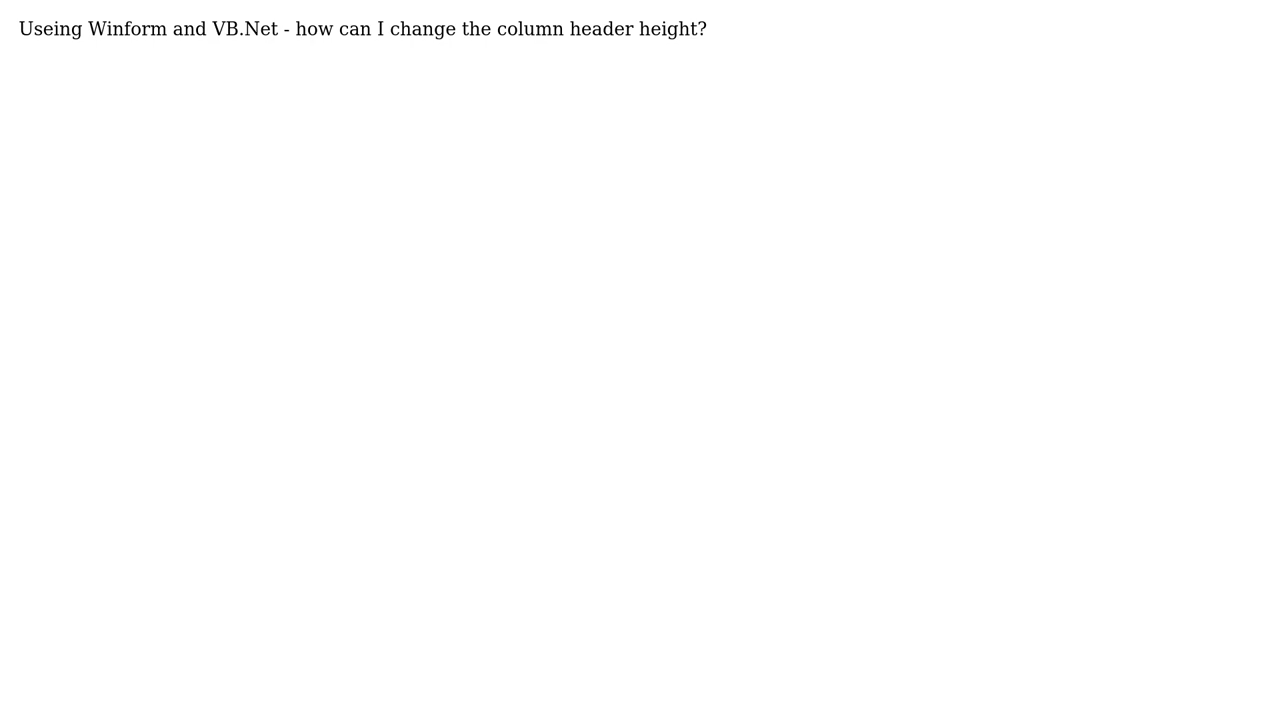 Useing Winform and VB.Net - how can I change the column header height?